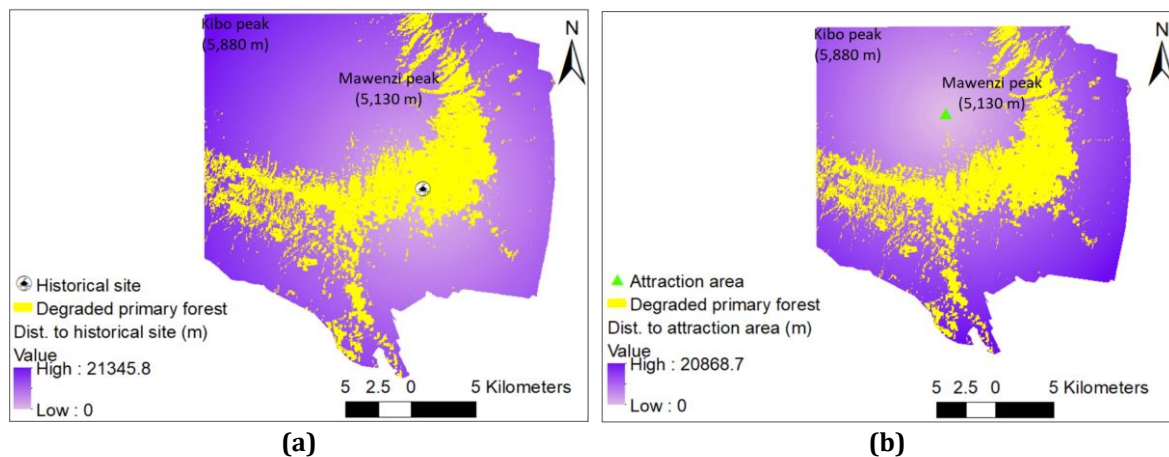 Kibo peak
(5,880 m)
N
Mawenzi peak
(5,130 m)
Historical site
Degraded primary forest
Dist. to historical site (m)
Value
High : 21345.8
Low : 0
5 2.5 0 5 Kilometers
(a)
Kibo peak
(5,880 m)
N
Mawenzi peak
(5,130 m)
Attraction area
Degraded primary forest
Dist. to attraction area (m)
Value
High : 20868.7
Low : 0
5 2.5 0 5 Kilometers
(b)